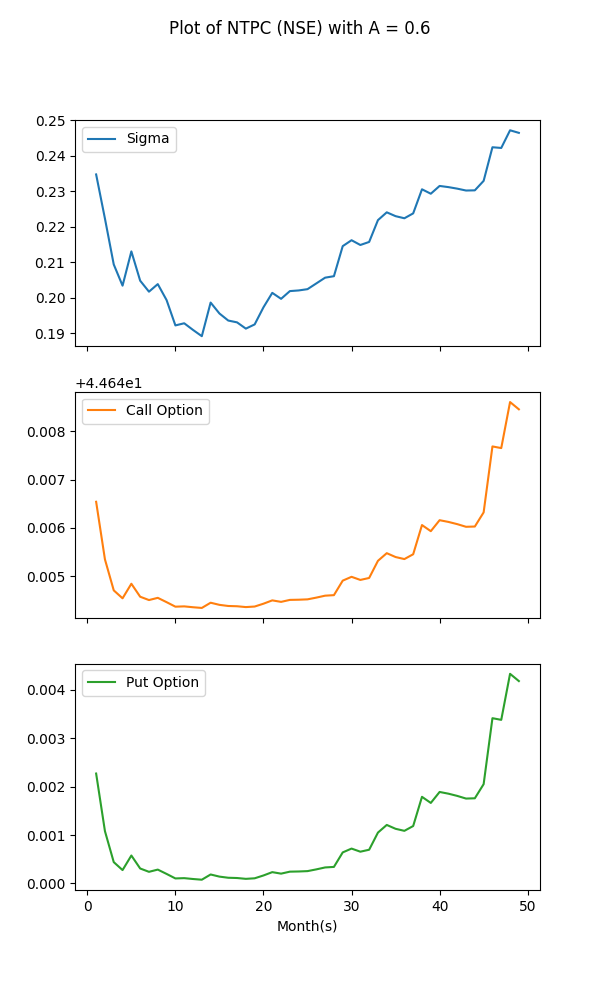 Plot of NTPC (NSE) with A = 0.6
0.25
Sigma
0.24
0.23
0.22
0.21
0.20
0.19
+4.464e1
Call Option
0.008
0.007
0.006
0.005
Put Option
0.004
0.003
0.002
0.001
0.000
0 10 20 30 40 50
Month(s)